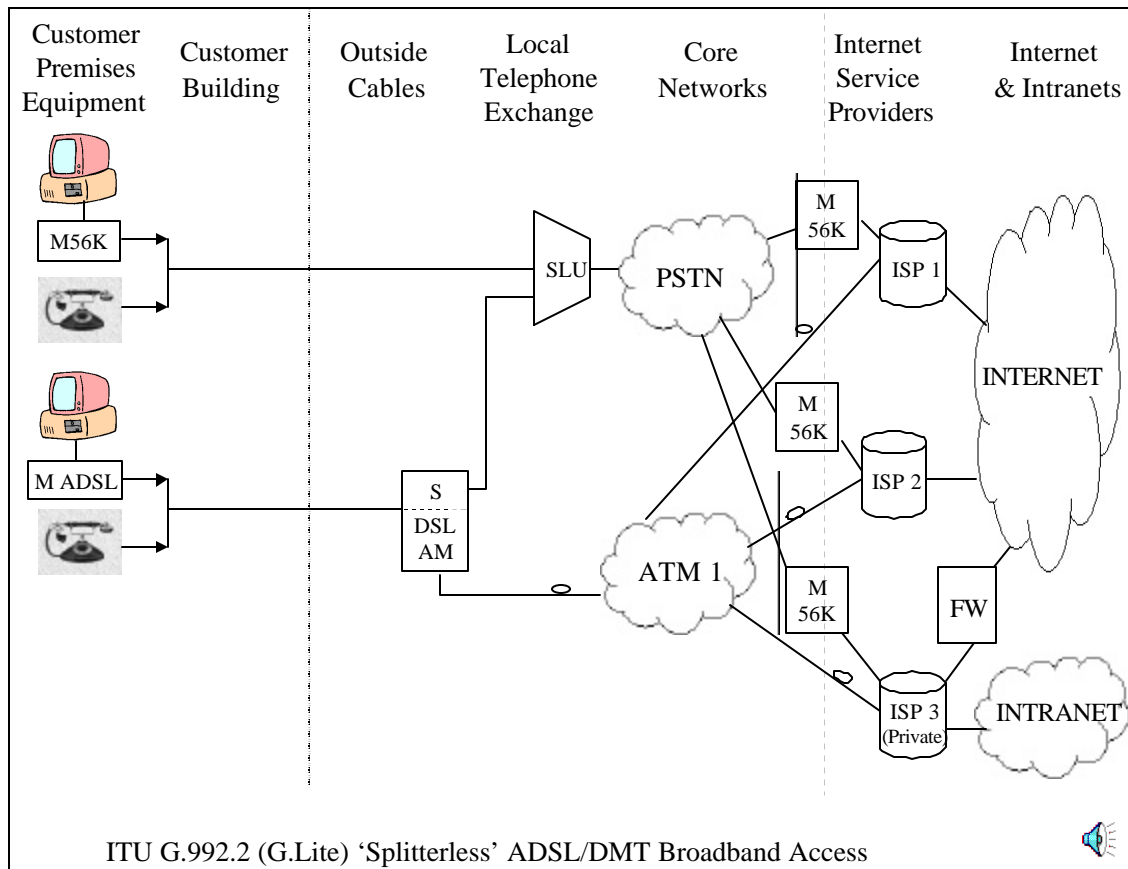 Customer
Premises
Equipment
Customer
Building
Outside
Cables
Local
Telephone
Exchange
Core
Networks
Internet
Service
Providers
Internet
& Intranets
M56K
SLU
PSTN
M
56K
ISP 1
INTERNET
M ADSL
S
DSL
AM
M
56K
ISP 2
ATM 1
M
56K
FW
ISP 3
(Private)
INTRANET
ITU G.992.2 (G.Lite) ‘Splitterless’ ADSL/DMT Broadband Access